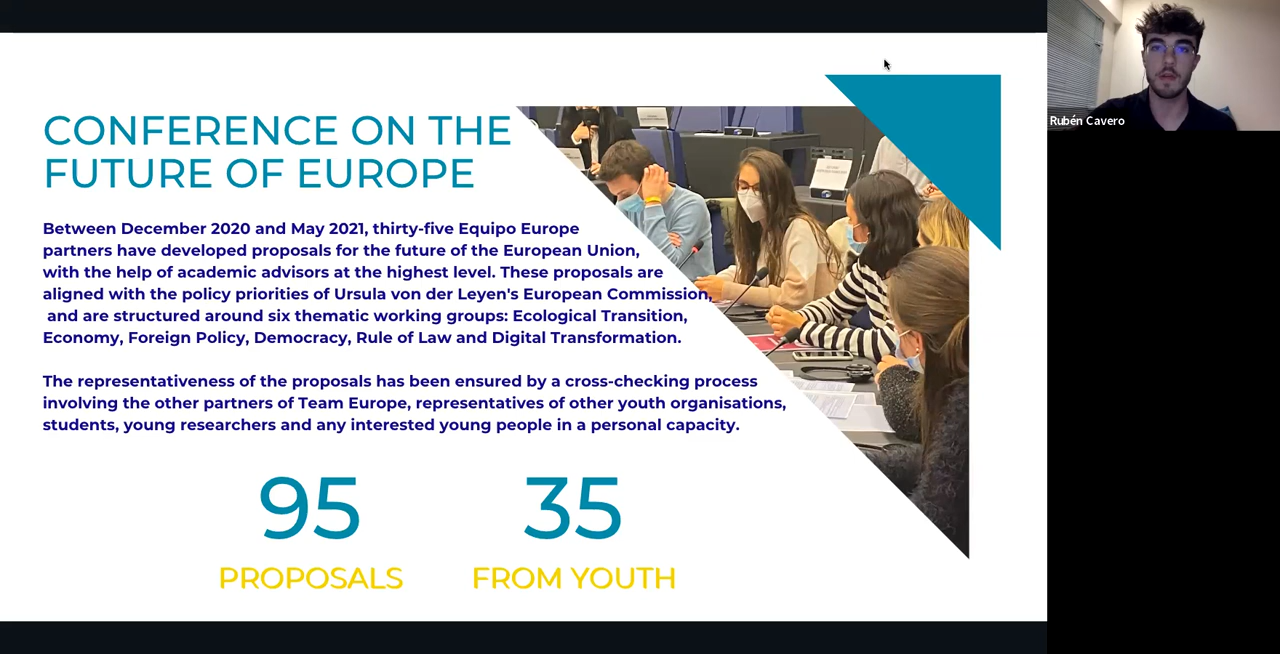 CONFERENCE ON THE
FUTURE OF EUROPE
Between December 2020 and May 2021, thirty-five Equipo Europe
partners have developed proposals for the future of the European Union,
with the help of academic advisors at the highest level. These proposals are
aligned with the policy priorities of Ursula von der Leyen's European Commission,
and are structured around six thematic working groups: Ecological Transition,
Economy, Foreign Policy, Democracy, Rule of Law and Digital Transformation.
The representativeness of the proposals has been ensured by a cross-checking process
involving the other partners of Team Europe, representatives of other youth organisations,
students, young researchers and any interested young people in a personal capacity.
95
PROPOSALS
35
FROM YOUTH
Rubén Cavero